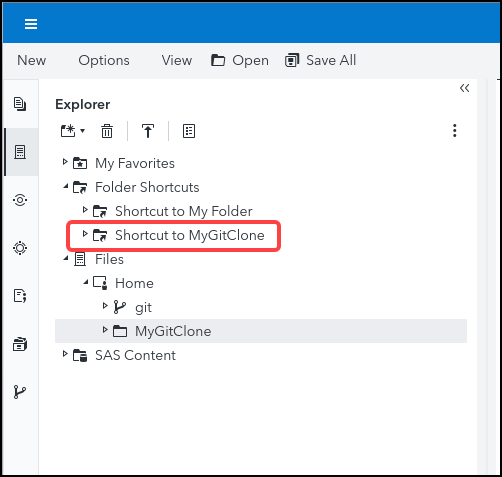 New Options View Open Save All
Explorer
My Favorites
Folder Shortcuts
Shortcut to My Folder
Shortcut to MyGitClone
Files
Home
git
MyGitClone
SAS Content